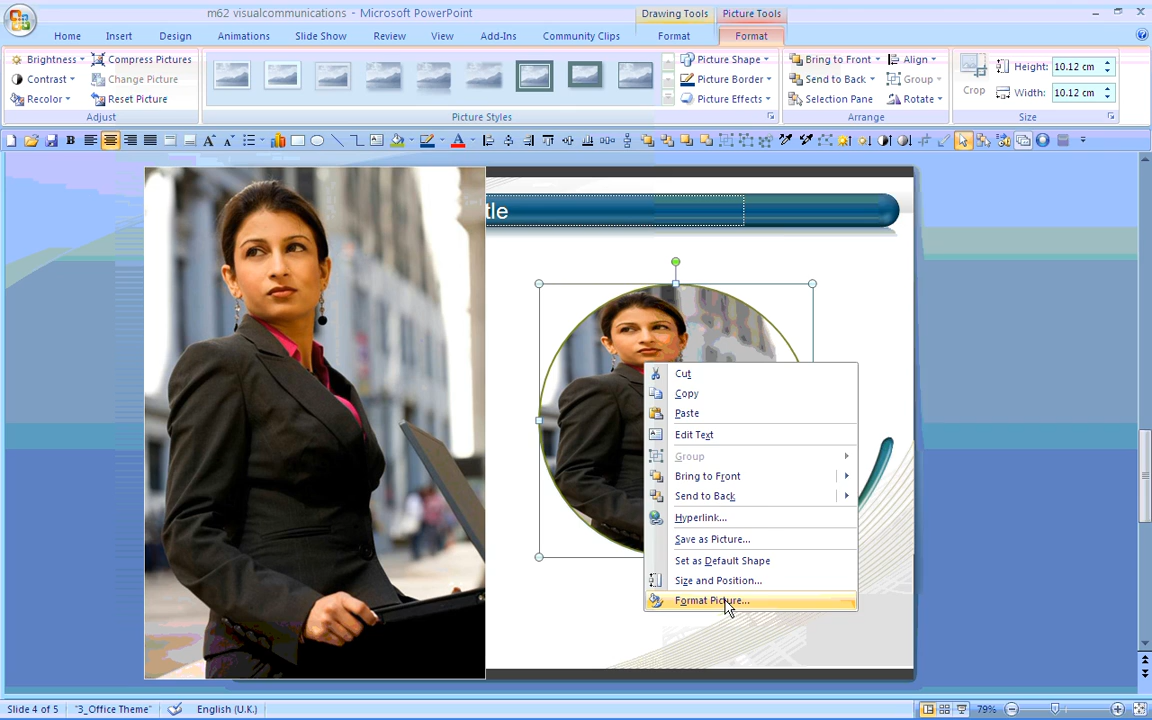 m62 visualcommunications - Microsoft PowerPoint
Drawing Tools
Picture Tools
Home
Insert
Design
Animations
Slide Show
Review
View
Add-Ins
Community Clips
Format
Format
Brightness
Compress Pictures
Contrast
Change Picture
Recolor
Reset Picture
Adjust
Picture Shape
Picture Border
Picture Effects
Picture Styles
Bring to Front
Send to Back
Selection Pane
Align
Group
Rotate
Arrange
Crop
Height: 10.12 cm
Width: 10.12 cm
Size
tle
Cut
Copy
Paste
Edit Text
Group
Bring to Front
Send to Back
Hyperlink...
Save as Picture...
Set as Default Shape
Size and Position...
Format Picture...
Slide 4 of 5
"3_Office Theme"
English (U.K.)
79%